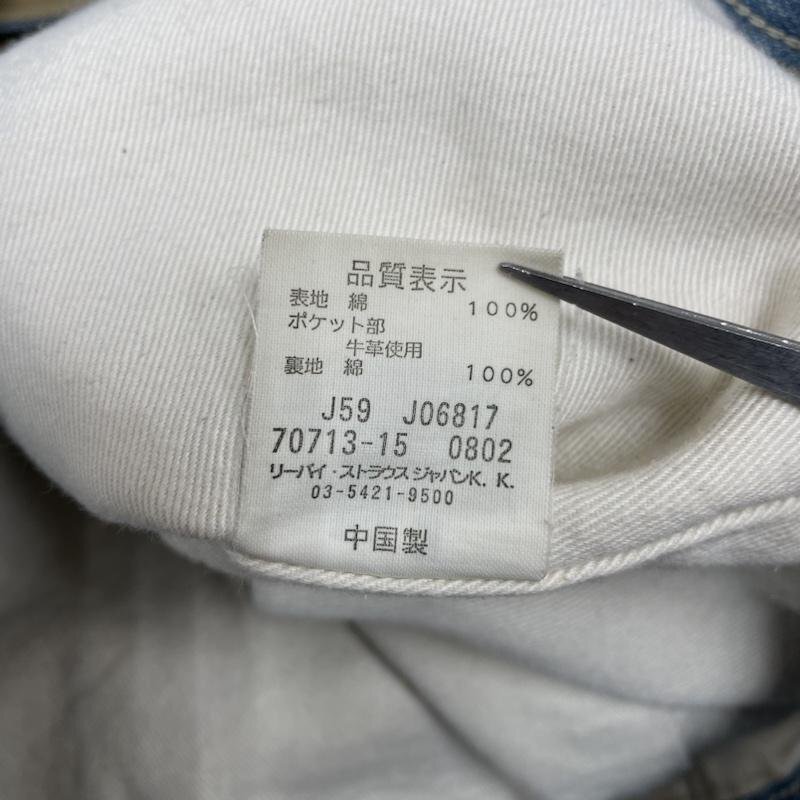 品質表示
表地 綿 100%
ポケット部
牛革使用
裏地 綿 100%
J59 J06817
70713-15 0802
リーバイ・ストラウスジャパンK.K.
03-5421-9500
中国製